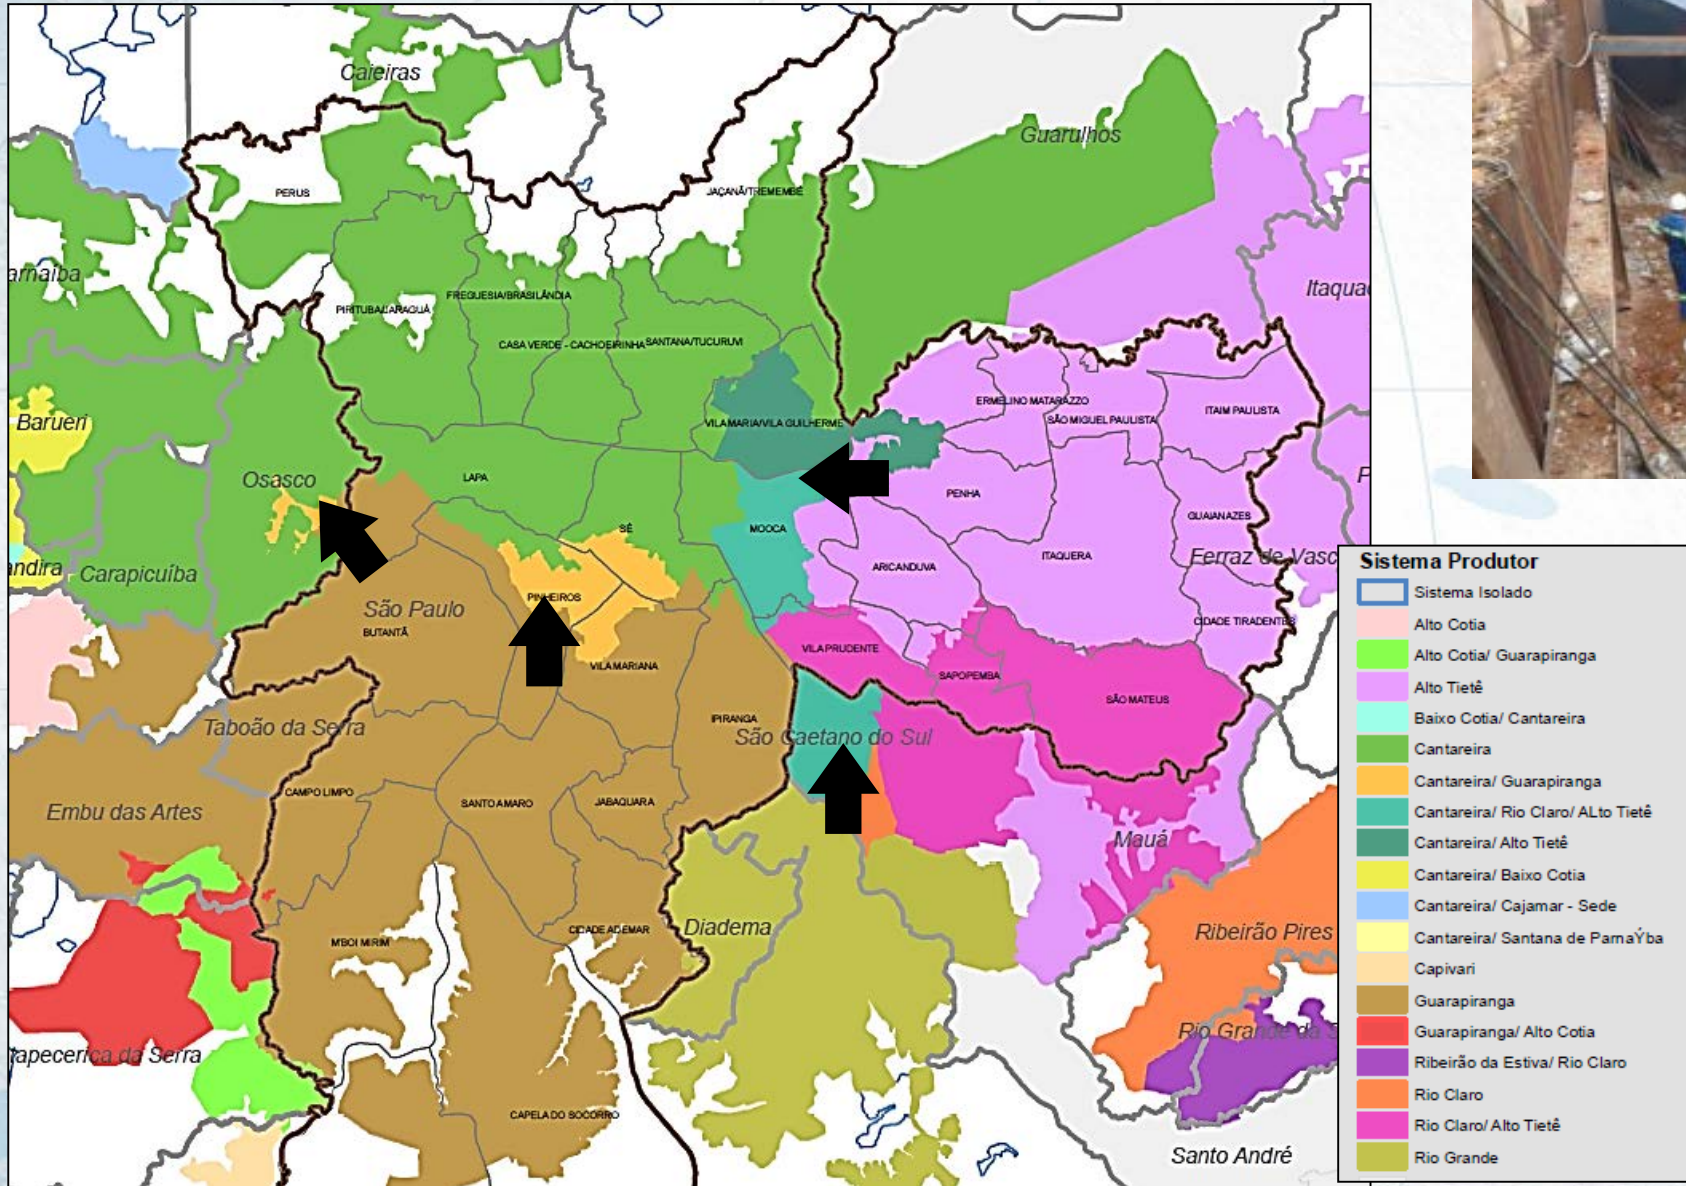 Caieiras
Guarulhos
PERUS
JAÇANÃ/TREMEMBÉ
arnaíba
Itaquac
FREGUESIA/BRASILÂNDIA
PIRITUBA/JARAGUÁ
CASA VERDE - CACHOEIRINHA
SANTANA/TUCURUVI
ERMELINO MATARAZZO
SÃO MIGUEL PAULISTA
ITAIM PAULISTA
Barueri
VILA MARIA/VILA GUILHERME
Osasco
LAPA
PENHA
P
SÉ
MOOCA
GUAIANAZES
ITAQUERA
Ferraz de Vasc
andira
Carapicuíba
ARICANDUVA
PINHEIROS
São Paulo
BUTANTÃ
CIDADE TIRADENTES
VILA PRUDENTE
VILA MARIANA
SAPOPEMBA
SÃO MATEUS
IPIRANGA
Taboão da Serra
São Caetano do Sul
CAMPO LIMPO
SANTO AMARO
JABAQUARA
Embu das Artes
Mauá
Diadema
CIDADE ADEMAR
M'BOI MIRIM
Ribeirão Pires
Rio Grande da S
tapecerica da Serra
CAPELA DO SOCORRO
Santo André
Sistema Produtor
Sistema Isolado
Alto Cotia
Alto Cotia/ Guarapiranga
Alto Tietê
Baixo Cotia/ Cantareira
Cantareira
Cantareira/ Guarapiranga
Cantareira/ Rio Claro/ ALto Tietê
Cantareira/ Alto Tietê
Cantareira/ Baixo Cotia
Cantareira/ Cajamar - Sede
Cantareira/ Santana de ParnaÝba
Capivari
Guarapiranga
Guarapiranga/ Alto Cotia
Ribeirão da Estiva/ Rio Claro
Rio Claro
Rio Claro/ Alto Tietê
Rio Grande